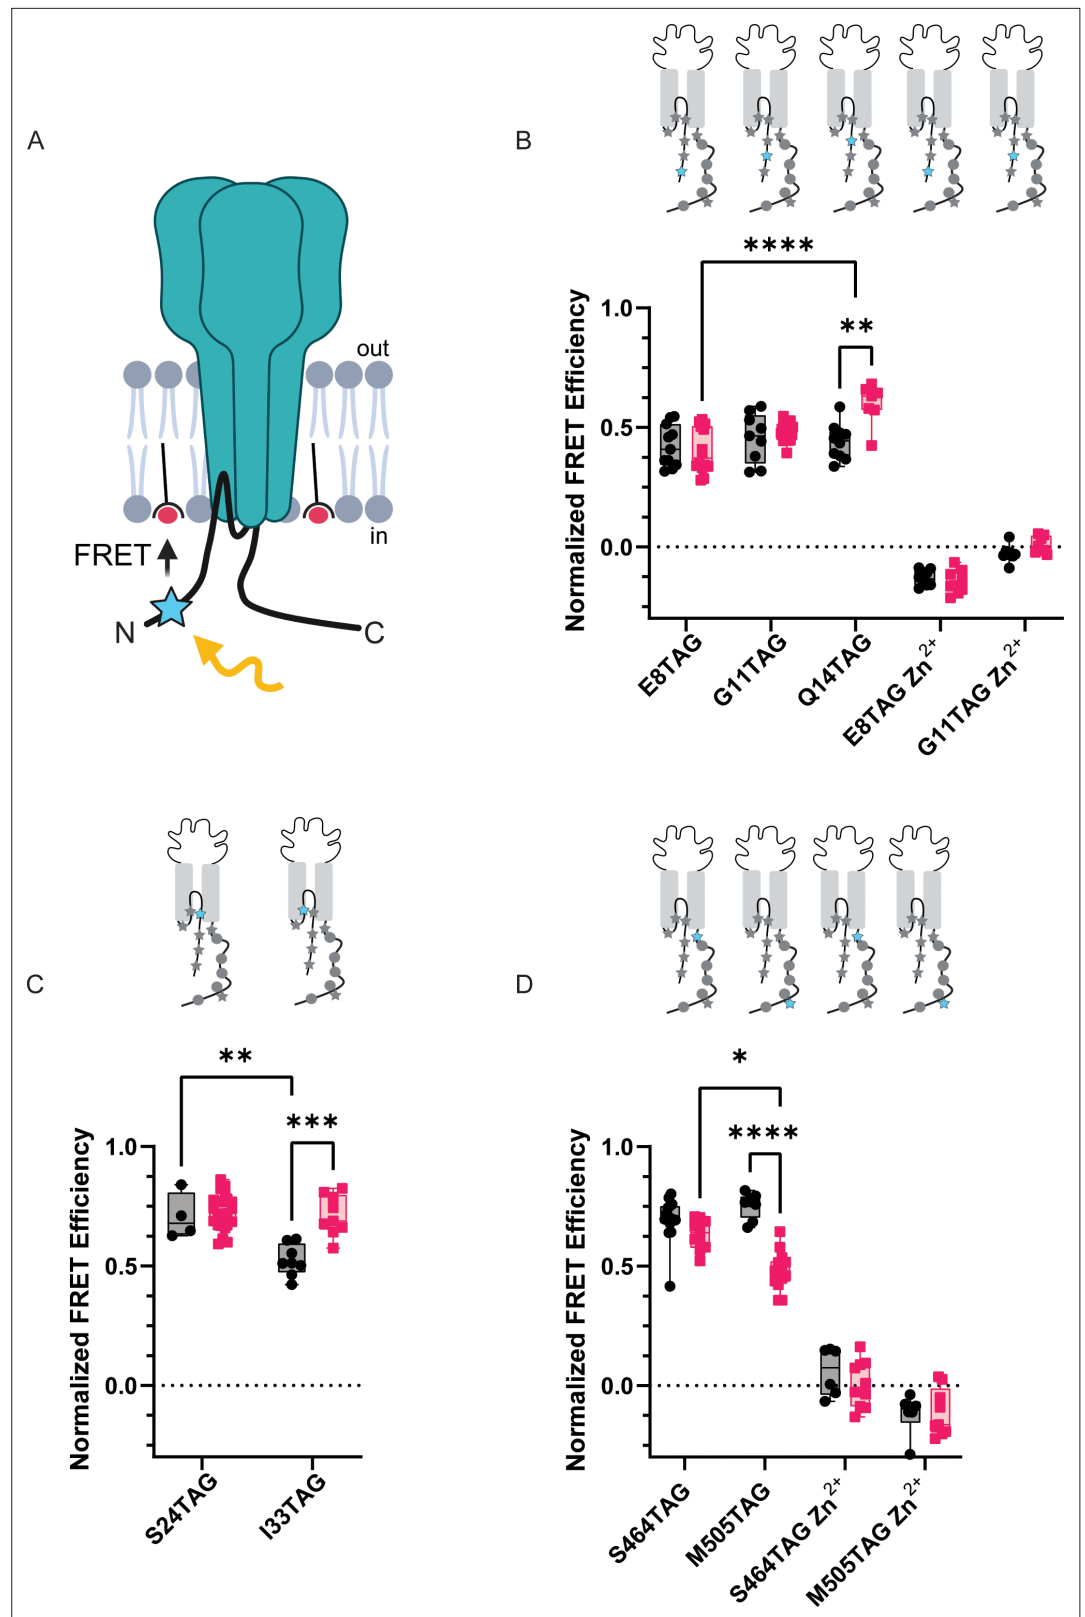 A
out
in
FRET
N
C
B
****
**
Normalized FRET Efficiency
1.0
0.5
0.0
E8TAG
G11TAG
Q14TAG
E8TAG Zn²⁺
G11TAG Zn²⁺
C
**
***
Normalized FRET Efficiency
1.0
0.5
0.0
S24TAG
I33TAG
D
*
****
Normalized FRET Efficiency
1.0
0.5
0.0
S464TAG
M505TAG
S464TAG Zn²⁺
M505TAG Zn²⁺